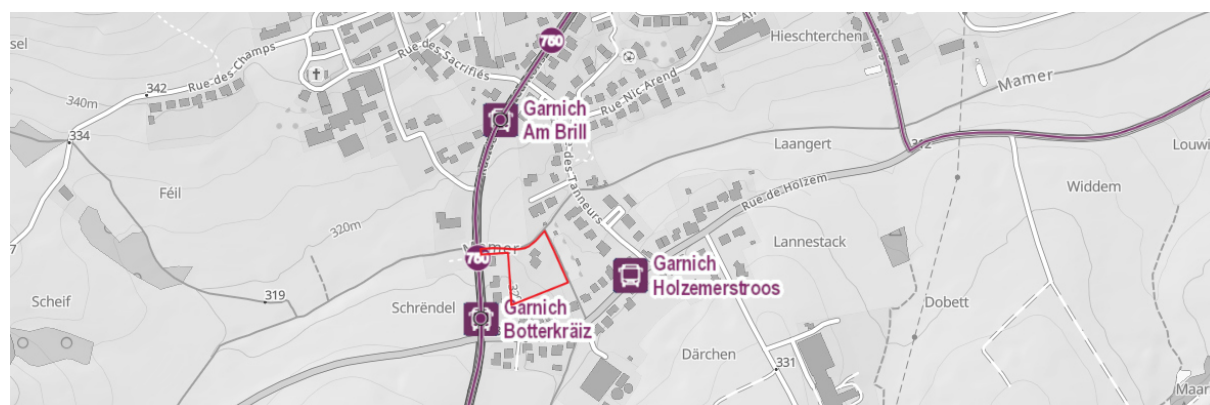 sel
Rue des Champs
342
340m
334
Rue des Sacrifiés
760
Hieschterchen
Mamer
Garnich
Am Brill
Rue Nic Arend
Rue des Tanneurs
Laangert
Louwi
Féil
Rue de Holzem
Widdem
320m
Lannestack
760
Garnich
Holzemerstroos
319
Scheif
Schrëndel
Garnich
Botterkräiz
Dobett
Därchen
331
Maar